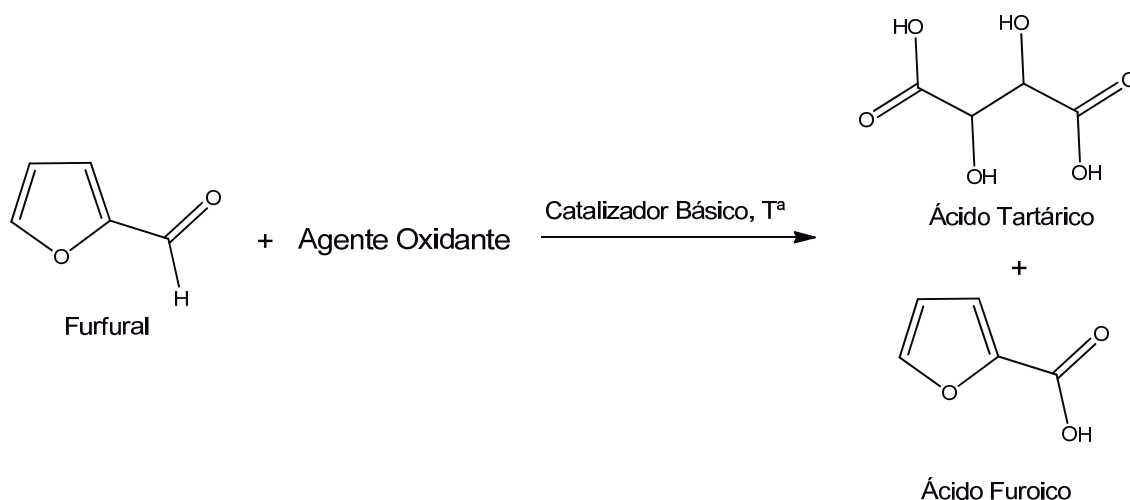 O
O
H
Furfural
+
Agente Oxidante
Catalizador Básico, Tª
HO
HO
O
O
OH
OH
Ácido Tartárico
+
O
O
OH
Ácido Furoico